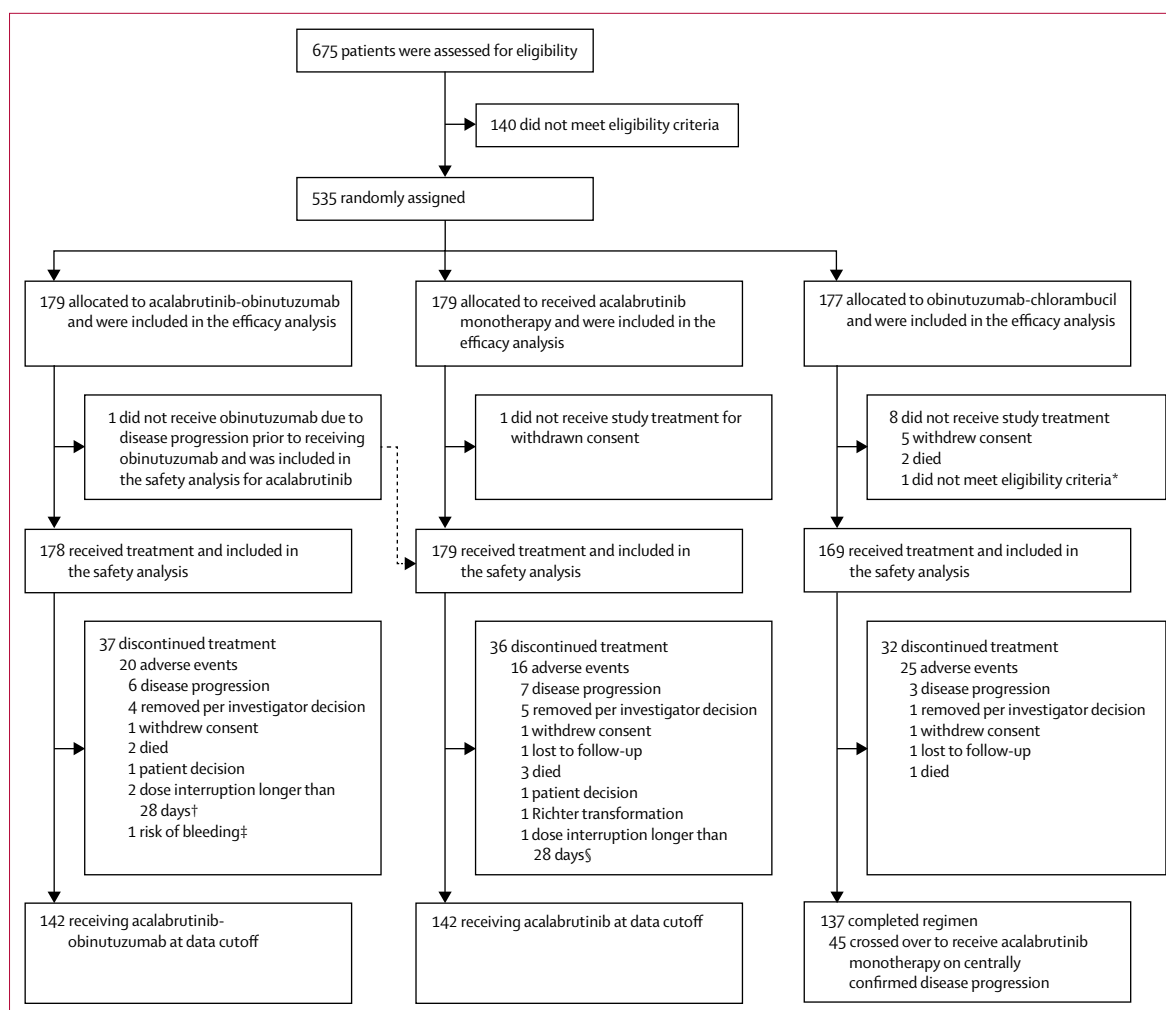 675 patients were assessed for eligibility
140 did not meet eligibility criteria
535 randomly assigned
179 allocated to acalabrutinib-obinutuzumab
and were included in the efficacy analysis
179 allocated to received acalabrutinib
monotherapy and were included in the
efficacy analysis
177 allocated to obinutuzumab-chlorambucil
and were included in the efficacy analysis
1 did not receive obinutuzumab due to
disease progression prior to receiving
obinutuzumab and was included in
the safety analysis for acalabrutinib
1 did not receive study treatment for
withdrawn consent
8 did not receive study treatment
5 withdrew consent
2 died
1 did not meet eligibility criteria*
178 received treatment and included in
the safety analysis
179 received treatment and included in
the safety analysis
169 received treatment and included in
the safety analysis
37 discontinued treatment
20 adverse events
6 disease progression
4 removed per investigator decision
1 withdrew consent
2 died
1 patient decision
2 dose interruption longer than
28 days†
1 risk of bleeding‡
36 discontinued treatment
16 adverse events
7 disease progression
5 removed per investigator decision
1 withdrew consent
1 lost to follow-up
3 died
1 patient decision
1 Richter transformation
1 dose interruption longer than
28 days§
32 discontinued treatment
25 adverse events
3 disease progression
1 removed per investigator decision
1 withdrew consent
1 lost to follow-up
1 died
142 receiving acalabrutinib-
obinutuzumab at data cutoff
142 receiving acalabrutinib at data cutoff
137 completed regimen
45 crossed over to receive acalabrutinib
monotherapy on centrally
confirmed disease progression